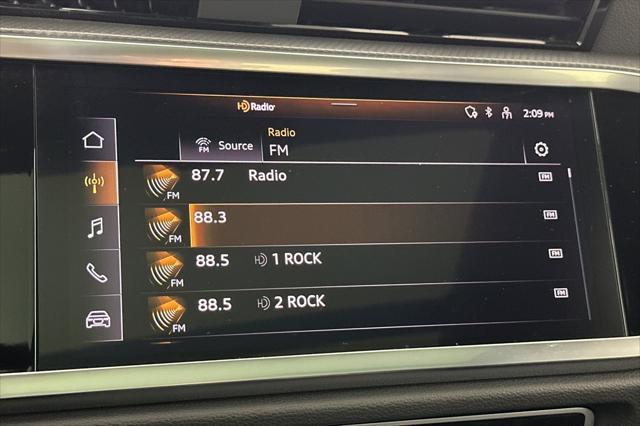 HD Radio
2:09 PM
FM Source
Radio
FM
87.7 Radio FM
FM
88.3 FM
FM
88.5 HD 1 ROCK FM
FM
88.5 HD 2 ROCK FM
FM